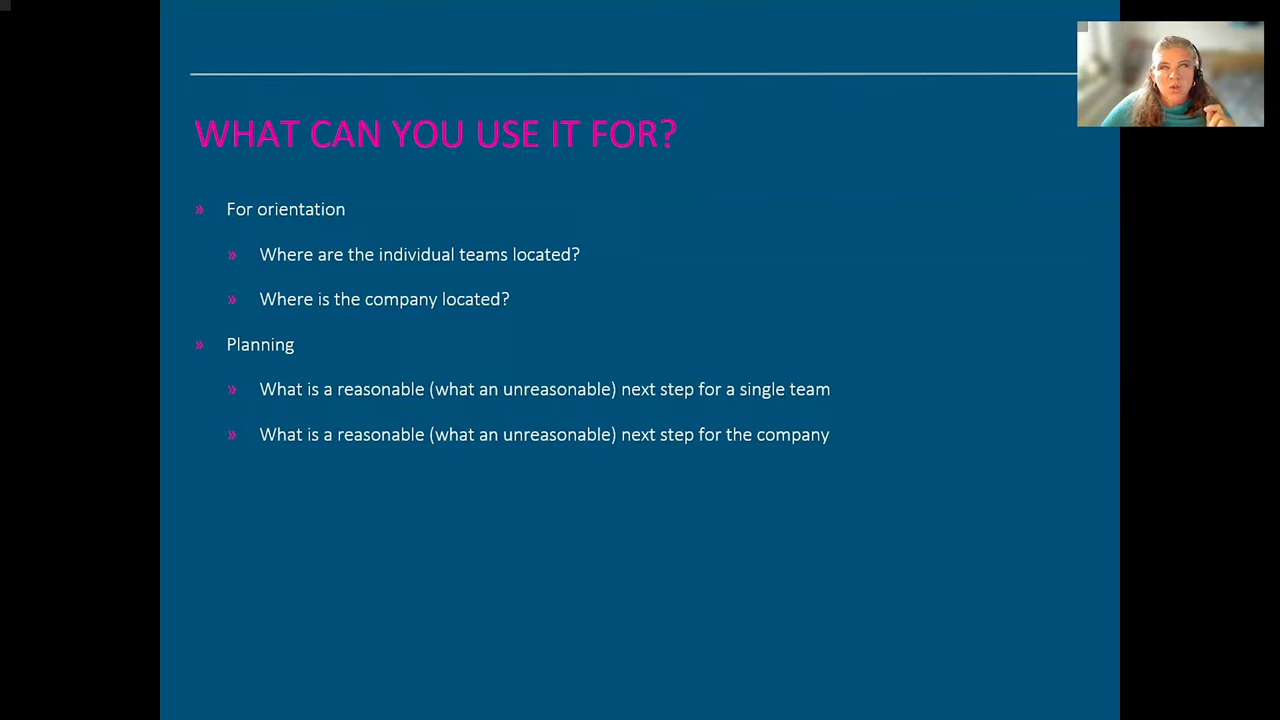 WHAT CAN YOU USE IT FOR?
» For orientation
» Where are the individual teams located?
» Where is the company located?
» Planning
» What is a reasonable (what an unreasonable) next step for a single team
» What is a reasonable (what an unreasonable) next step for the company